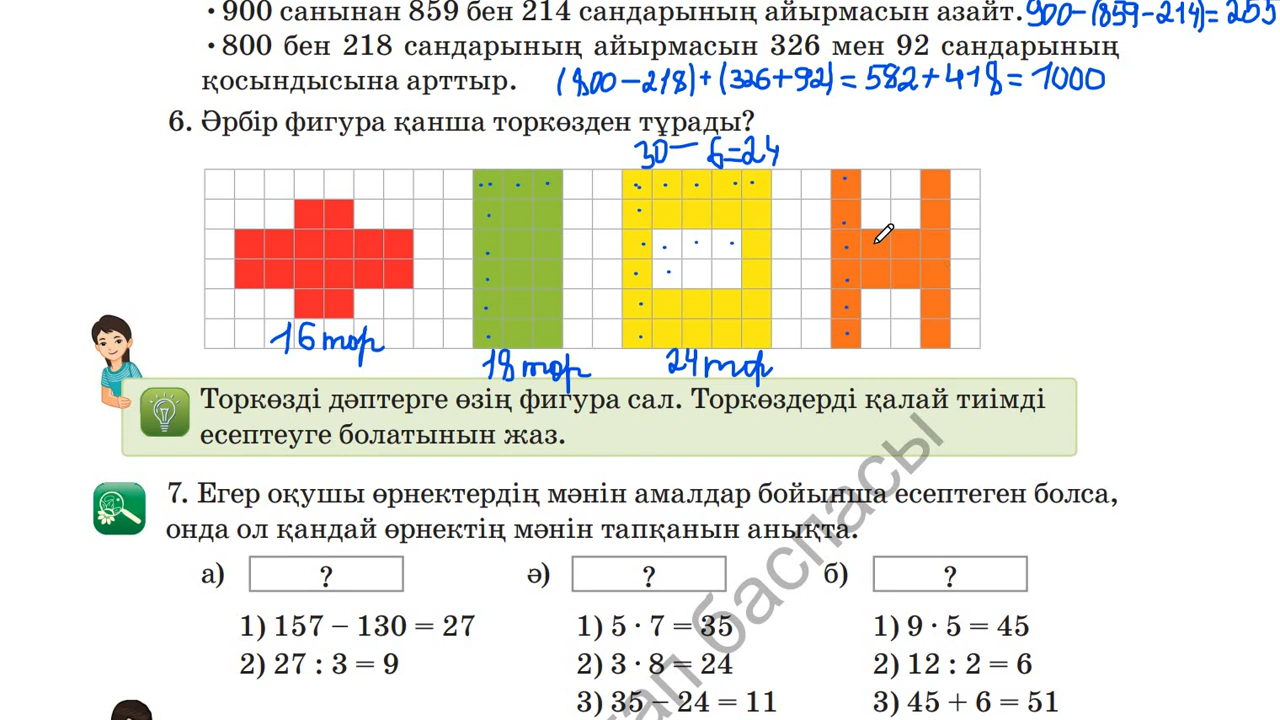 • 900 санынан 859 бен 214 сандарының айырмасын азайт. 900-(859-214)=255
• 800 бен 218 сандарының айырмасын 326 мен 92 сандарының
қосындысына арттыр. (800-218)+(326+92)=582+418=1000
6. Әрбір фигура қанша торкөзден тұрады?
30-6=24
16 тор
18 тор
24 тор
Торкөзді дәптерге өзің фигура сал. Торкөздерді қалай тиімді
есептеуге болатынын жаз.
7. Егер оқушы өрнектердің мәнін амалдар бойынша есептеген болса,
онда ол қандай өрнектің мәнін тапқанын анықта.
а) ? ә) ? б) ?
1) 157 – 130 = 27 1) 5 · 7 = 35 1) 9 · 5 = 45
2) 27 : 3 = 9 2) 3 · 8 = 24 2) 12 : 2 = 6
3) 35 – 24 = 11 3) 45 + 6 = 51
баспасы